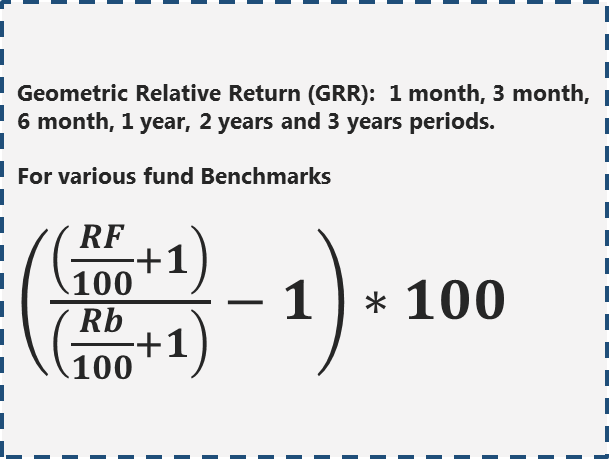 Geometric Relative Return (GRR):  1 month, 3 month,
6 month, 1 year, 2 years and 3 years periods.
For various fund Benchmarks
(((RF/100+1)/(Rb/100+1)) − 1) * 100